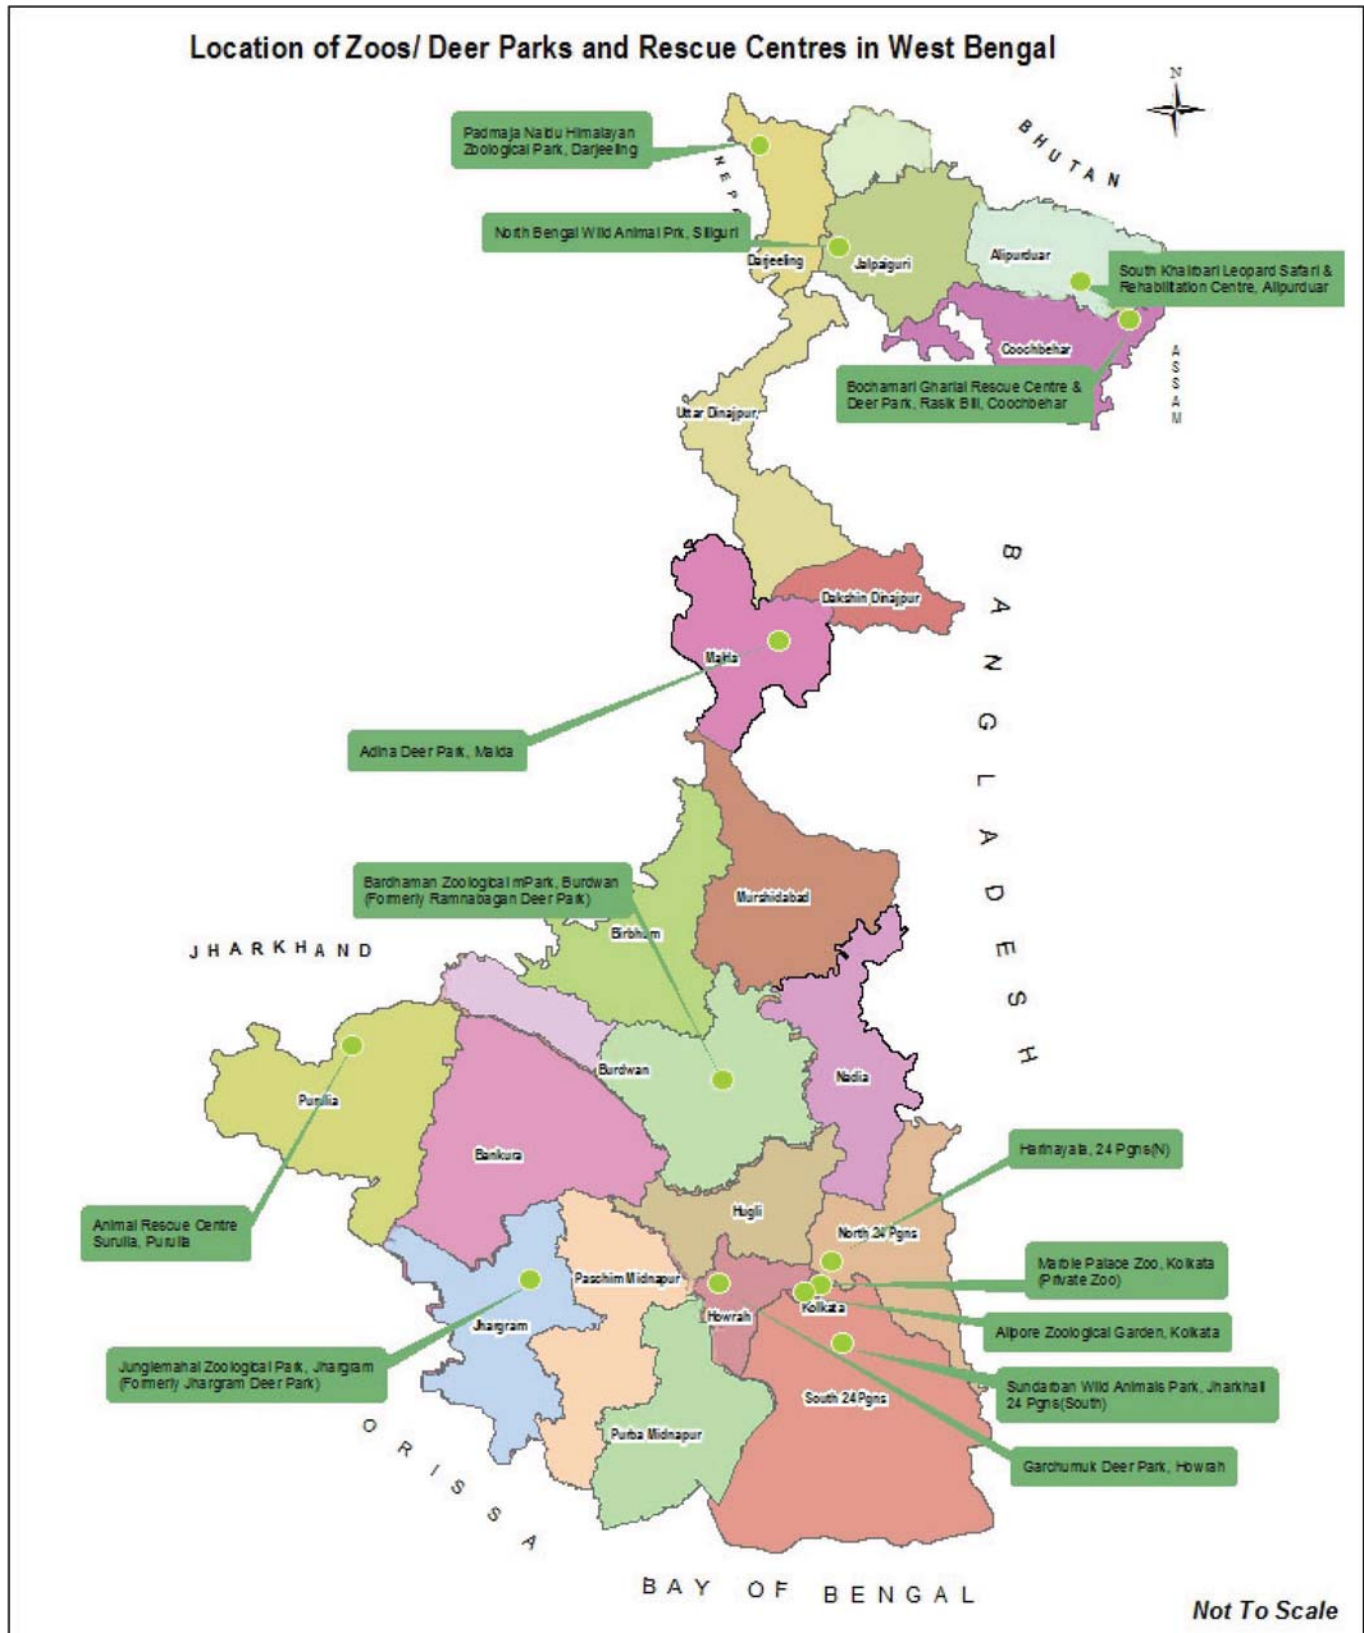 Location of Zoos/ Deer Parks and Rescue Centres in West Bengal
N
BHUTAN
Padmaja Naidu Himalayan
Zoological Park, Darjeeling
North Bengal Wild Animal Prk, Siliguri
Darjeeling
Jalpaiguri
Alipurduar
South Khairbari Leopard Safari &
Rehabilitation Centre, Alipurduar
Coochbehar
ASSAM
Bochamari Gharial Rescue Centre &
Deer Park, Rasik Bill, Coochbehar
Uttar Dinajpur
BANGLADESH
Dakshin Dinajpur
Malda
Adina Deer Park, Malda
Bardhaman Zoological mPark, Burdwan
(Formerly Ramnabagan Deer Park)
Murshidabad
Birbhum
JHARKHAND
Purulia
Burdwan
Nadia
Bankura
Harinayala, 24 Pgns(N)
Animal Rescue Centre
Surulia, Purulia
Hugli
North 24 Pgns
Marble Palace Zoo, Kolkata
(Private Zoo)
Paschim Midnapur
Howrah
Kolkata
Jhargram
Alipore Zoological Garden, Kolkata
Junglemahal Zoological Park, Jhargram
(Formerly Jhargram Deer Park)
Sundarban Wild Animals Park, Jharkhali
24 Pgns(South)
South 24 Pgns
Purba Midnapur
Garchumuk Deer Park, Howrah
ORISSA
BAY OF BENGAL
Not To Scale